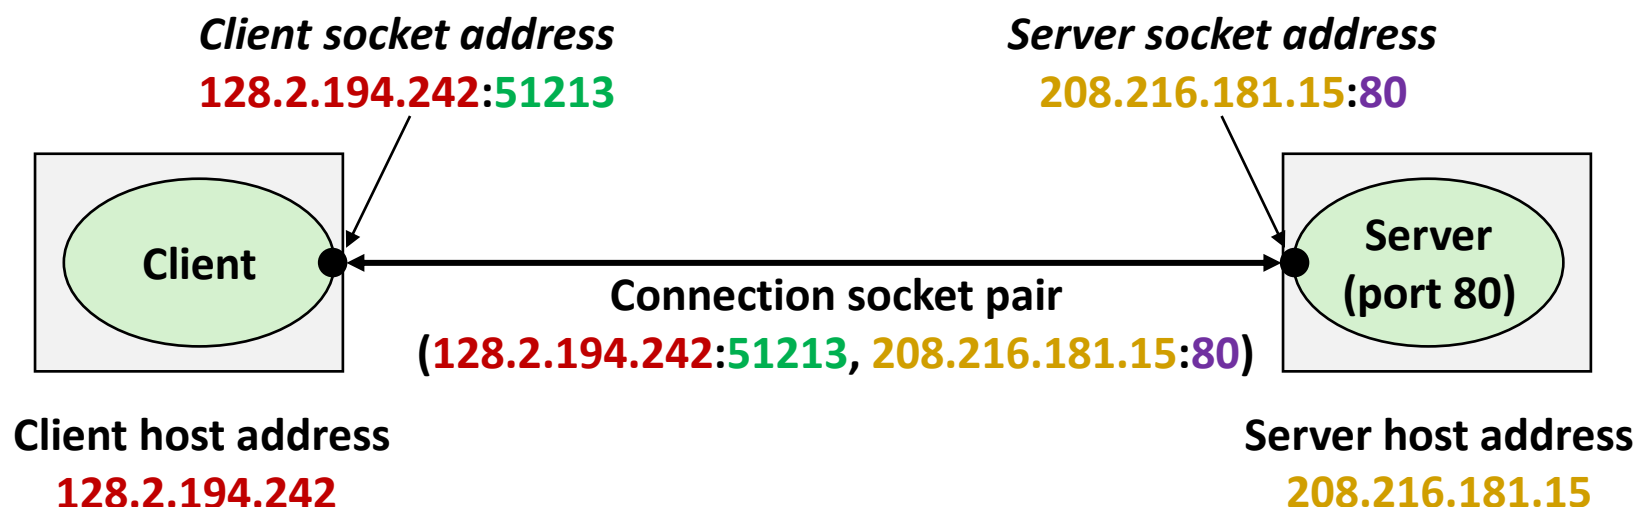 Client socket address
128.2.194.242:51213
Server socket address
208.216.181.15:80
Client
Server
(port 80)
Connection socket pair
(128.2.194.242:51213, 208.216.181.15:80)
Client host address
128.2.194.242
Server host address
208.216.181.15